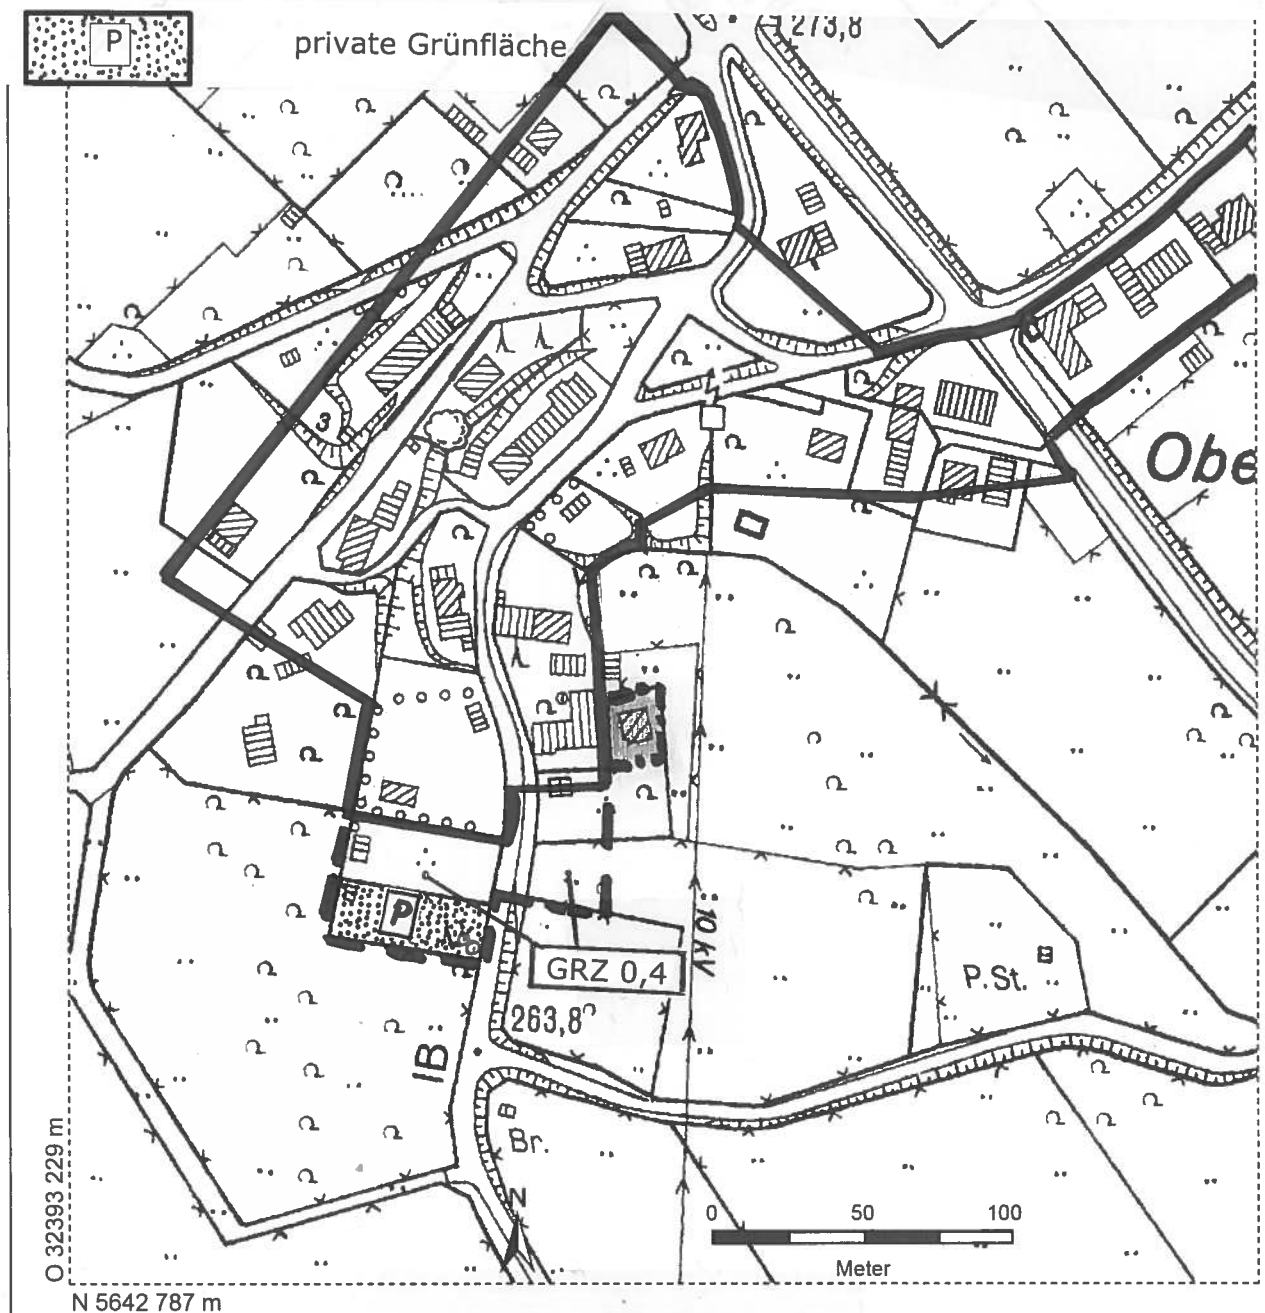 P
private Grünfläche
273,8
3
Obe
10 kV
P
GRZ 0,4
P.St.
263,8
IB
Br.
N
0 50 100
Meter
O 32393 229 m
N 5642 787 m